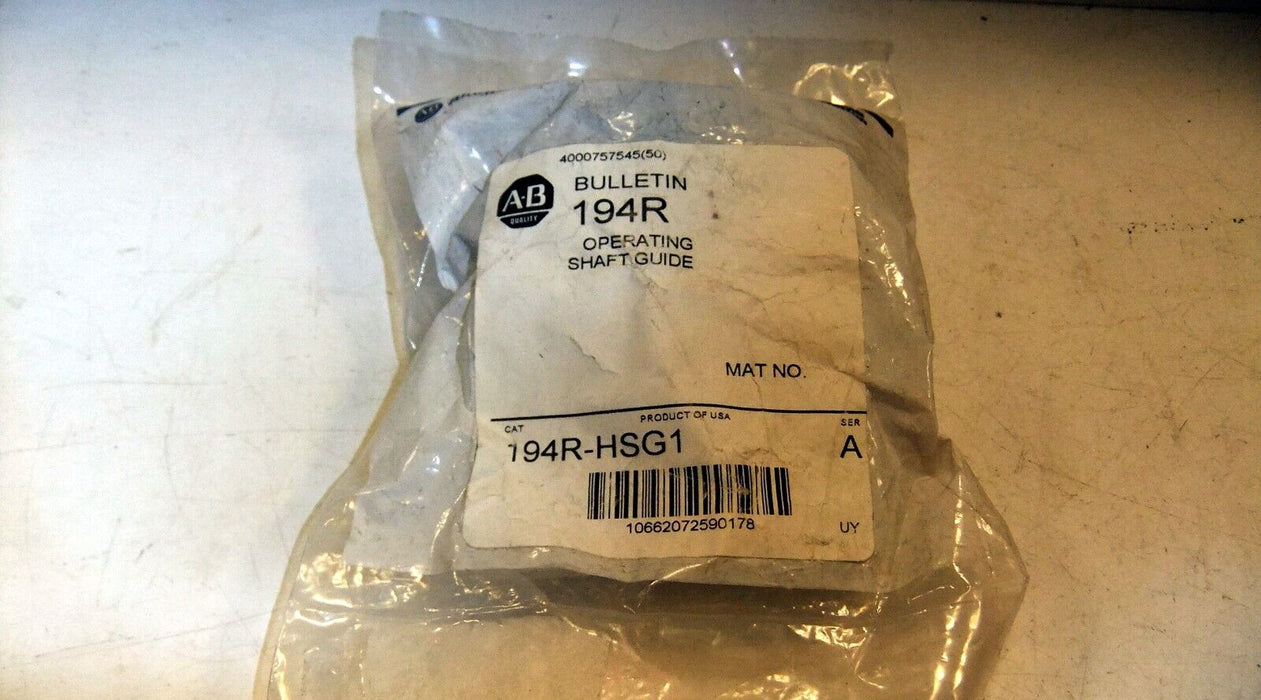 4000757545(50)
A-B
QUALITY
BULLETIN
194R
OPERATING
SHAFT GUIDE
MAT NO.
PRODUCT OF USA
CAT
SER
194R-HSG1
A
10662072590178
UY